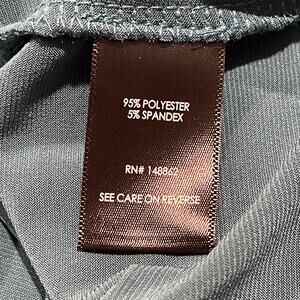 95% POLYESTER
5% SPANDEX
RN# 148862
SEE CARE ON REVERSE